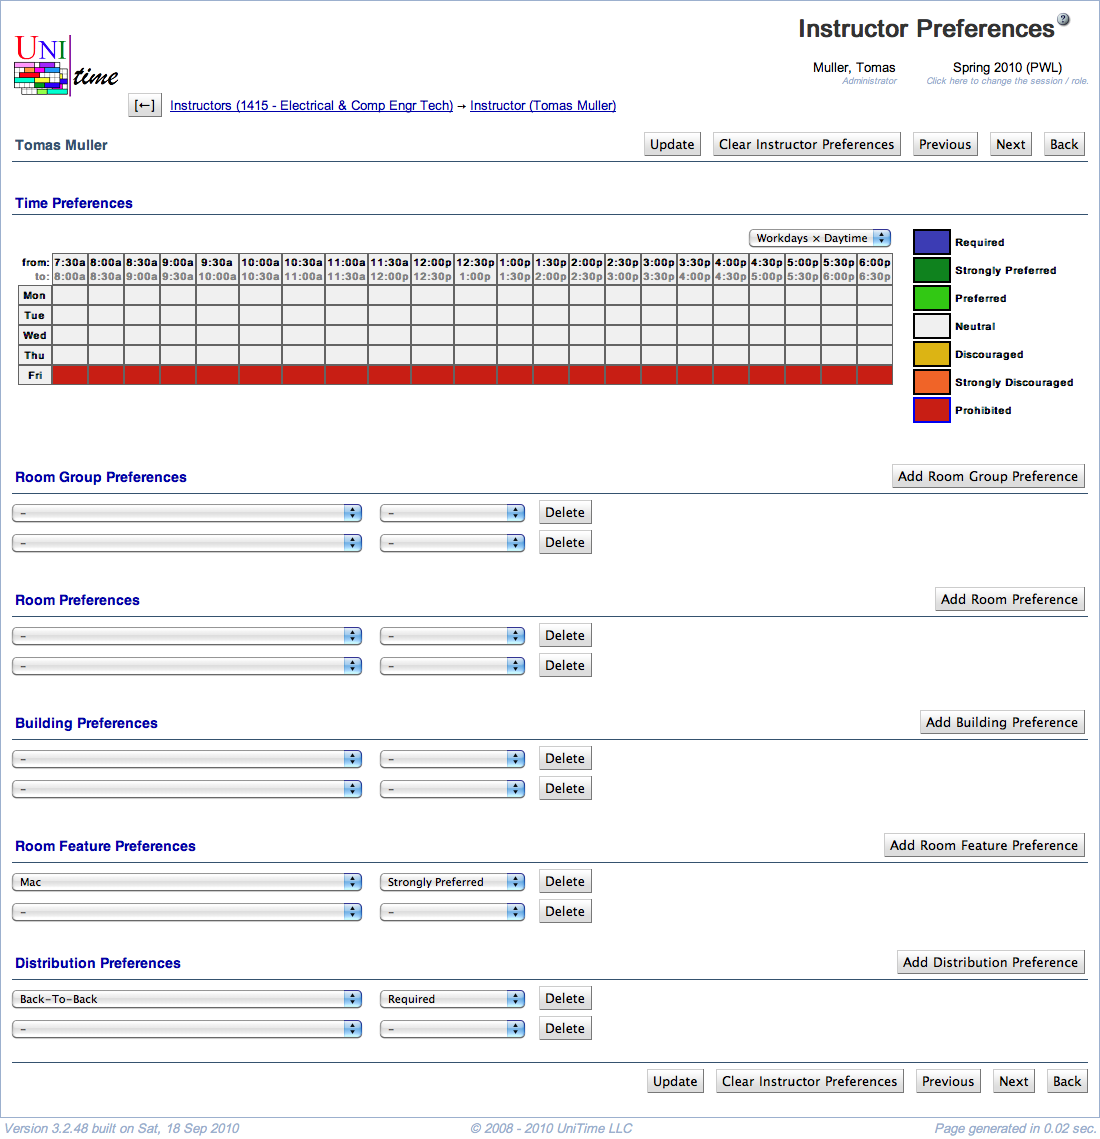 Instructor Preferences ?
UNI
time
Muller, Tomas Spring 2010 (PWL)
Administrator Click here to change the session / role.
[←] Instructors (1415 - Electrical & Comp Engr Tech) → Instructor (Tomas Muller)
Tomas Muller Update Clear Instructor Preferences Previous Next Back
Time Preferences
Workdays × Daytime
from: 7:30a 8:00a 8:30a 9:00a 9:30a 10:00a 10:30a 11:00a 11:30a 12:00p 12:30p 1:00p 1:30p 2:00p 2:30p 3:00p 3:30p 4:00p 4:30p 5:00p 5:30p 6:00p
to: 8:00a 8:30a 9:00a 9:30a 10:00a 10:30a 11:00a 11:30a 12:00p 12:30p 1:00p 1:30p 2:00p 2:30p 3:00p 3:30p 4:00p 4:30p 5:00p 5:30p 6:00p 6:30p
Mon
Tue
Wed
Thu
Fri
Required
Strongly Preferred
Preferred
Neutral
Discouraged
Strongly Discouraged
Prohibited
Room Group Preferences Add Room Group Preference
– – Delete
– – Delete
Room Preferences Add Room Preference
– – Delete
– – Delete
Building Preferences Add Building Preference
– – Delete
– – Delete
Room Feature Preferences Add Room Feature Preference
Mac Strongly Preferred Delete
– – Delete
Distribution Preferences Add Distribution Preference
Back-To-Back Required Delete
– – Delete
Update Clear Instructor Preferences Previous Next Back
Version 3.2.48 built on Sat, 18 Sep 2010 © 2008 - 2010 UniTime LLC Page generated in 0.02 sec.